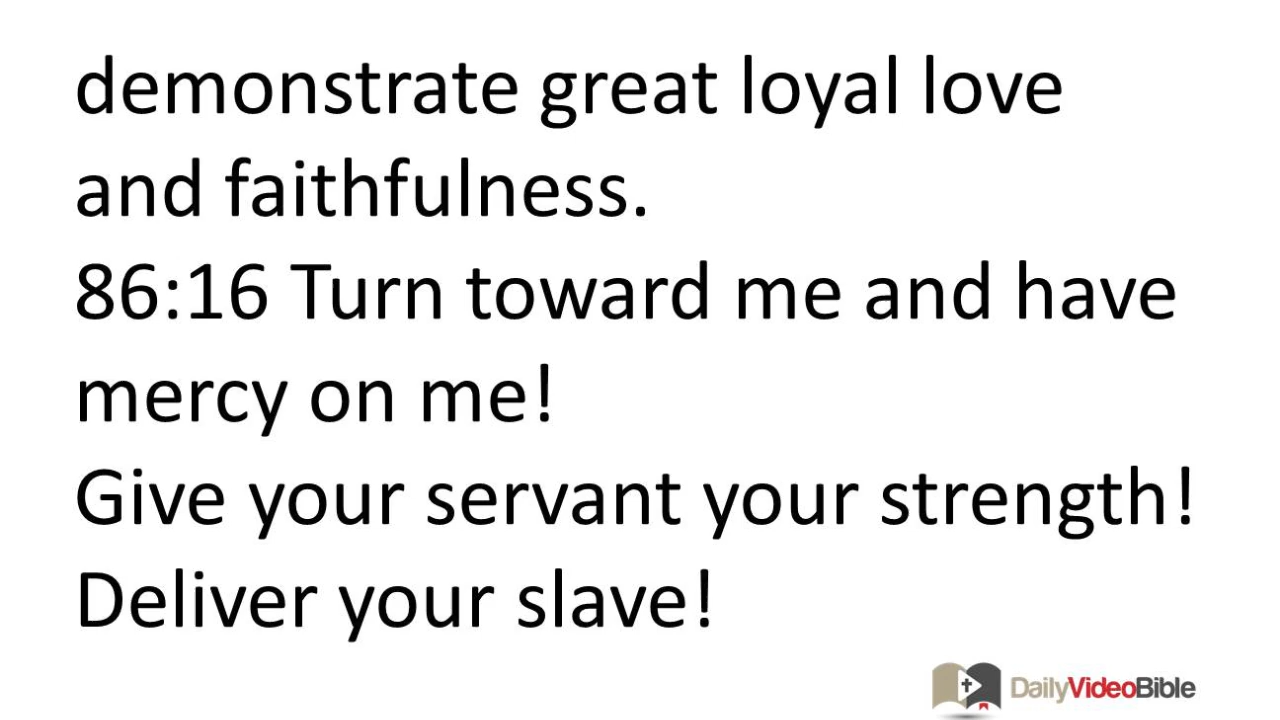 demonstrate great loyal love
and faithfulness.
86:16 Turn toward me and have
mercy on me!
Give your servant your strength!
Deliver your slave!
DailyVideoBible